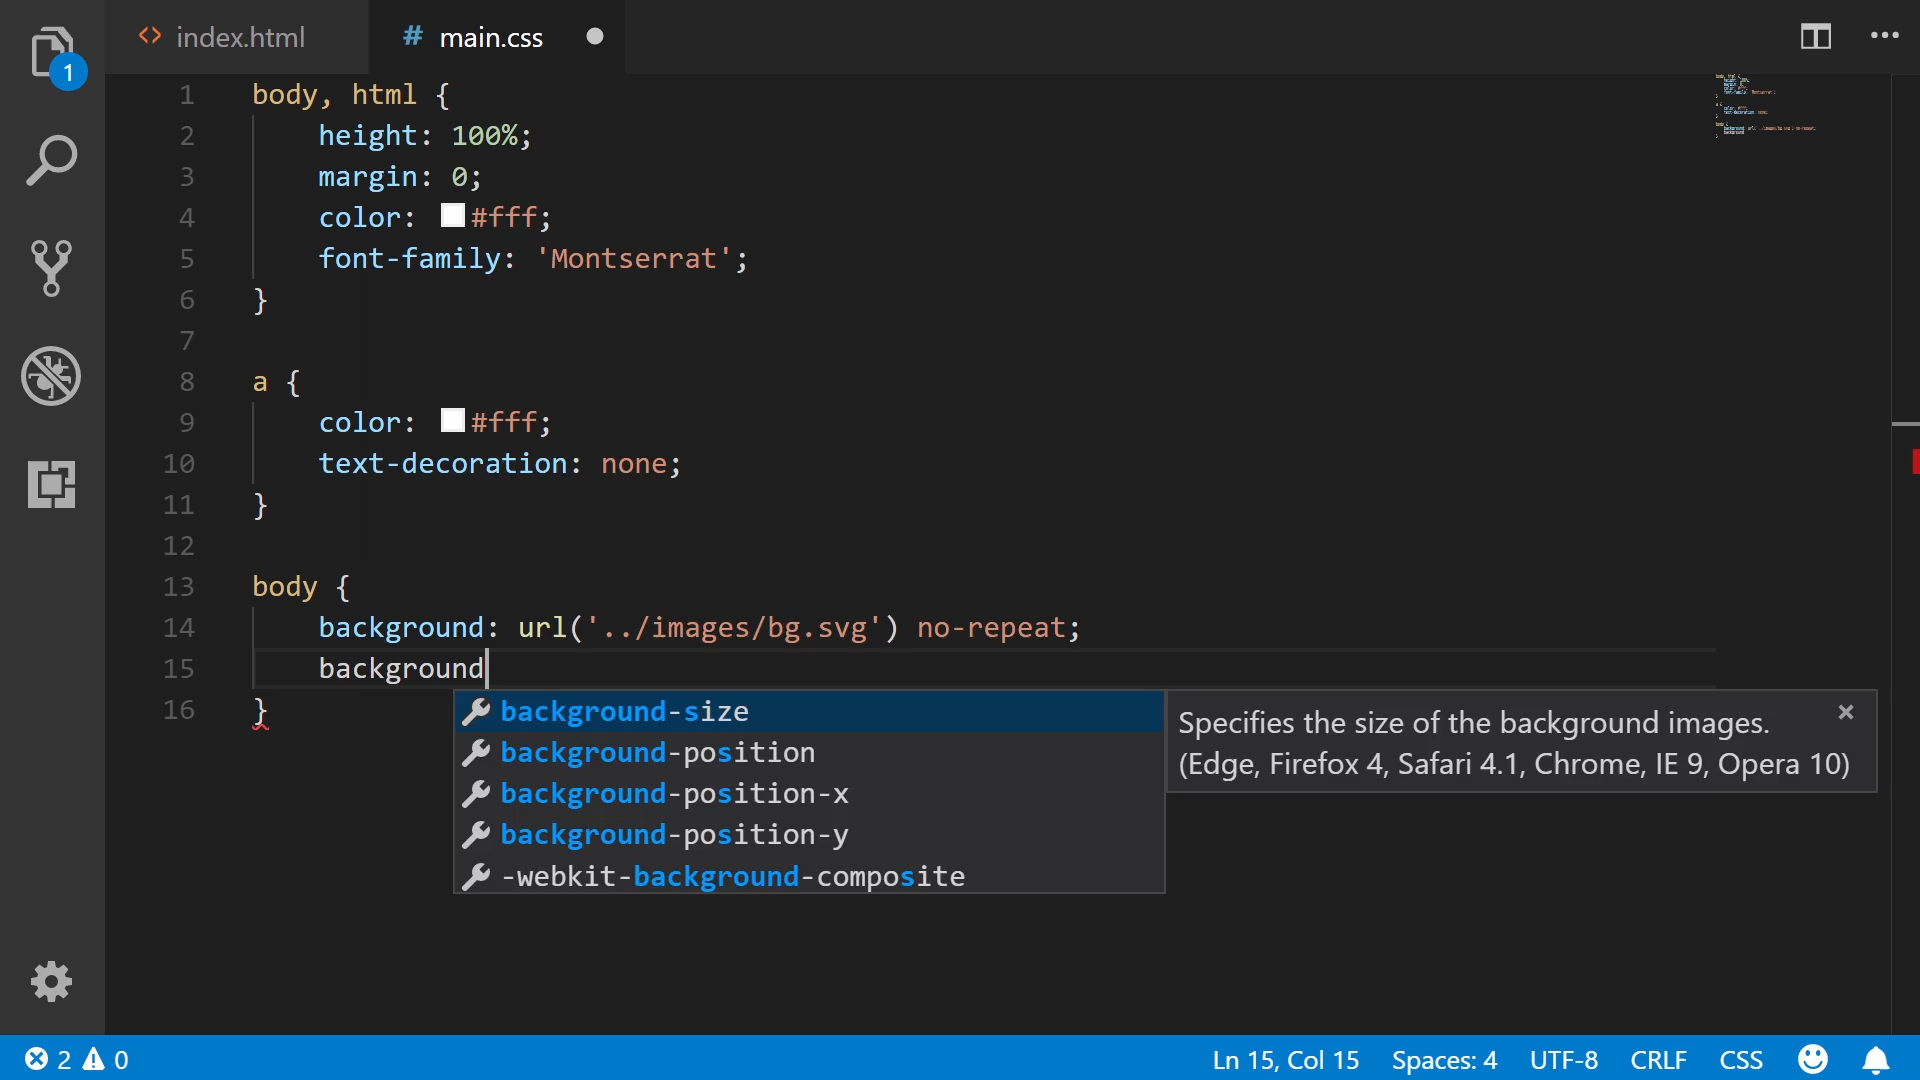 index.html
main.css
1
1 body, html {
2 height: 100%;
3 margin: 0;
4 color: #fff;
5 font-family: 'Montserrat';
6 }
7
8 a {
9 color: #fff;
10 text-decoration: none;
11 }
12
13 body {
14 background: url('../images/bg.svg') no-repeat;
15 background
16 }
background-size
background-position
background-position-x
background-position-y
-webkit-background-composite
Specifies the size of the background images.
(Edge, Firefox 4, Safari 4.1, Chrome, IE 9, Opera 10)
2 0 Ln 15, Col 15 Spaces: 4 UTF-8 CRLF CSS